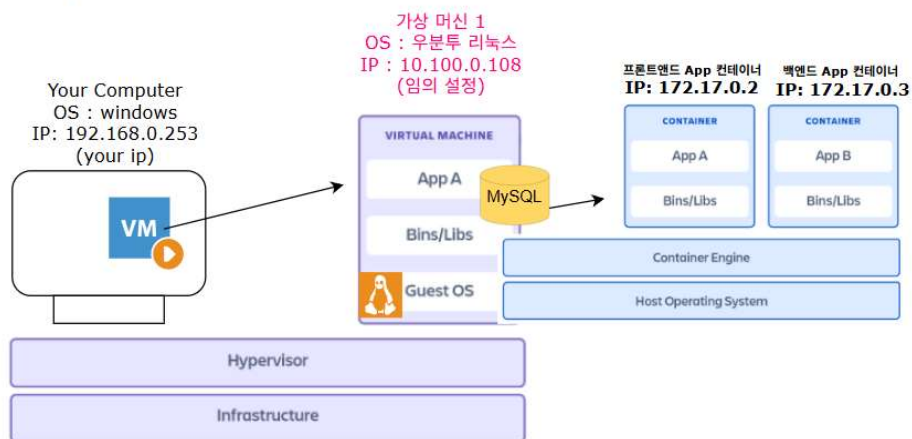 가상 머신 1
OS : 우분투 리눅스
IP : 10.100.0.108
(임의 설정)
Your Computer
OS : windows
IP: 192.168.0.253
(your ip)
프론트앤드 App 컨테이너
IP: 172.17.0.2
백엔드 App 컨테이너
IP: 172.17.0.3
VM
VIRTUAL MACHINE
App A
Bins/Libs
Guest OS
MySQL
CONTAINER
App A
Bins/Libs
CONTAINER
App B
Bins/Libs
Container Engine
Host Operating System
Hypervisor
Infrastructure